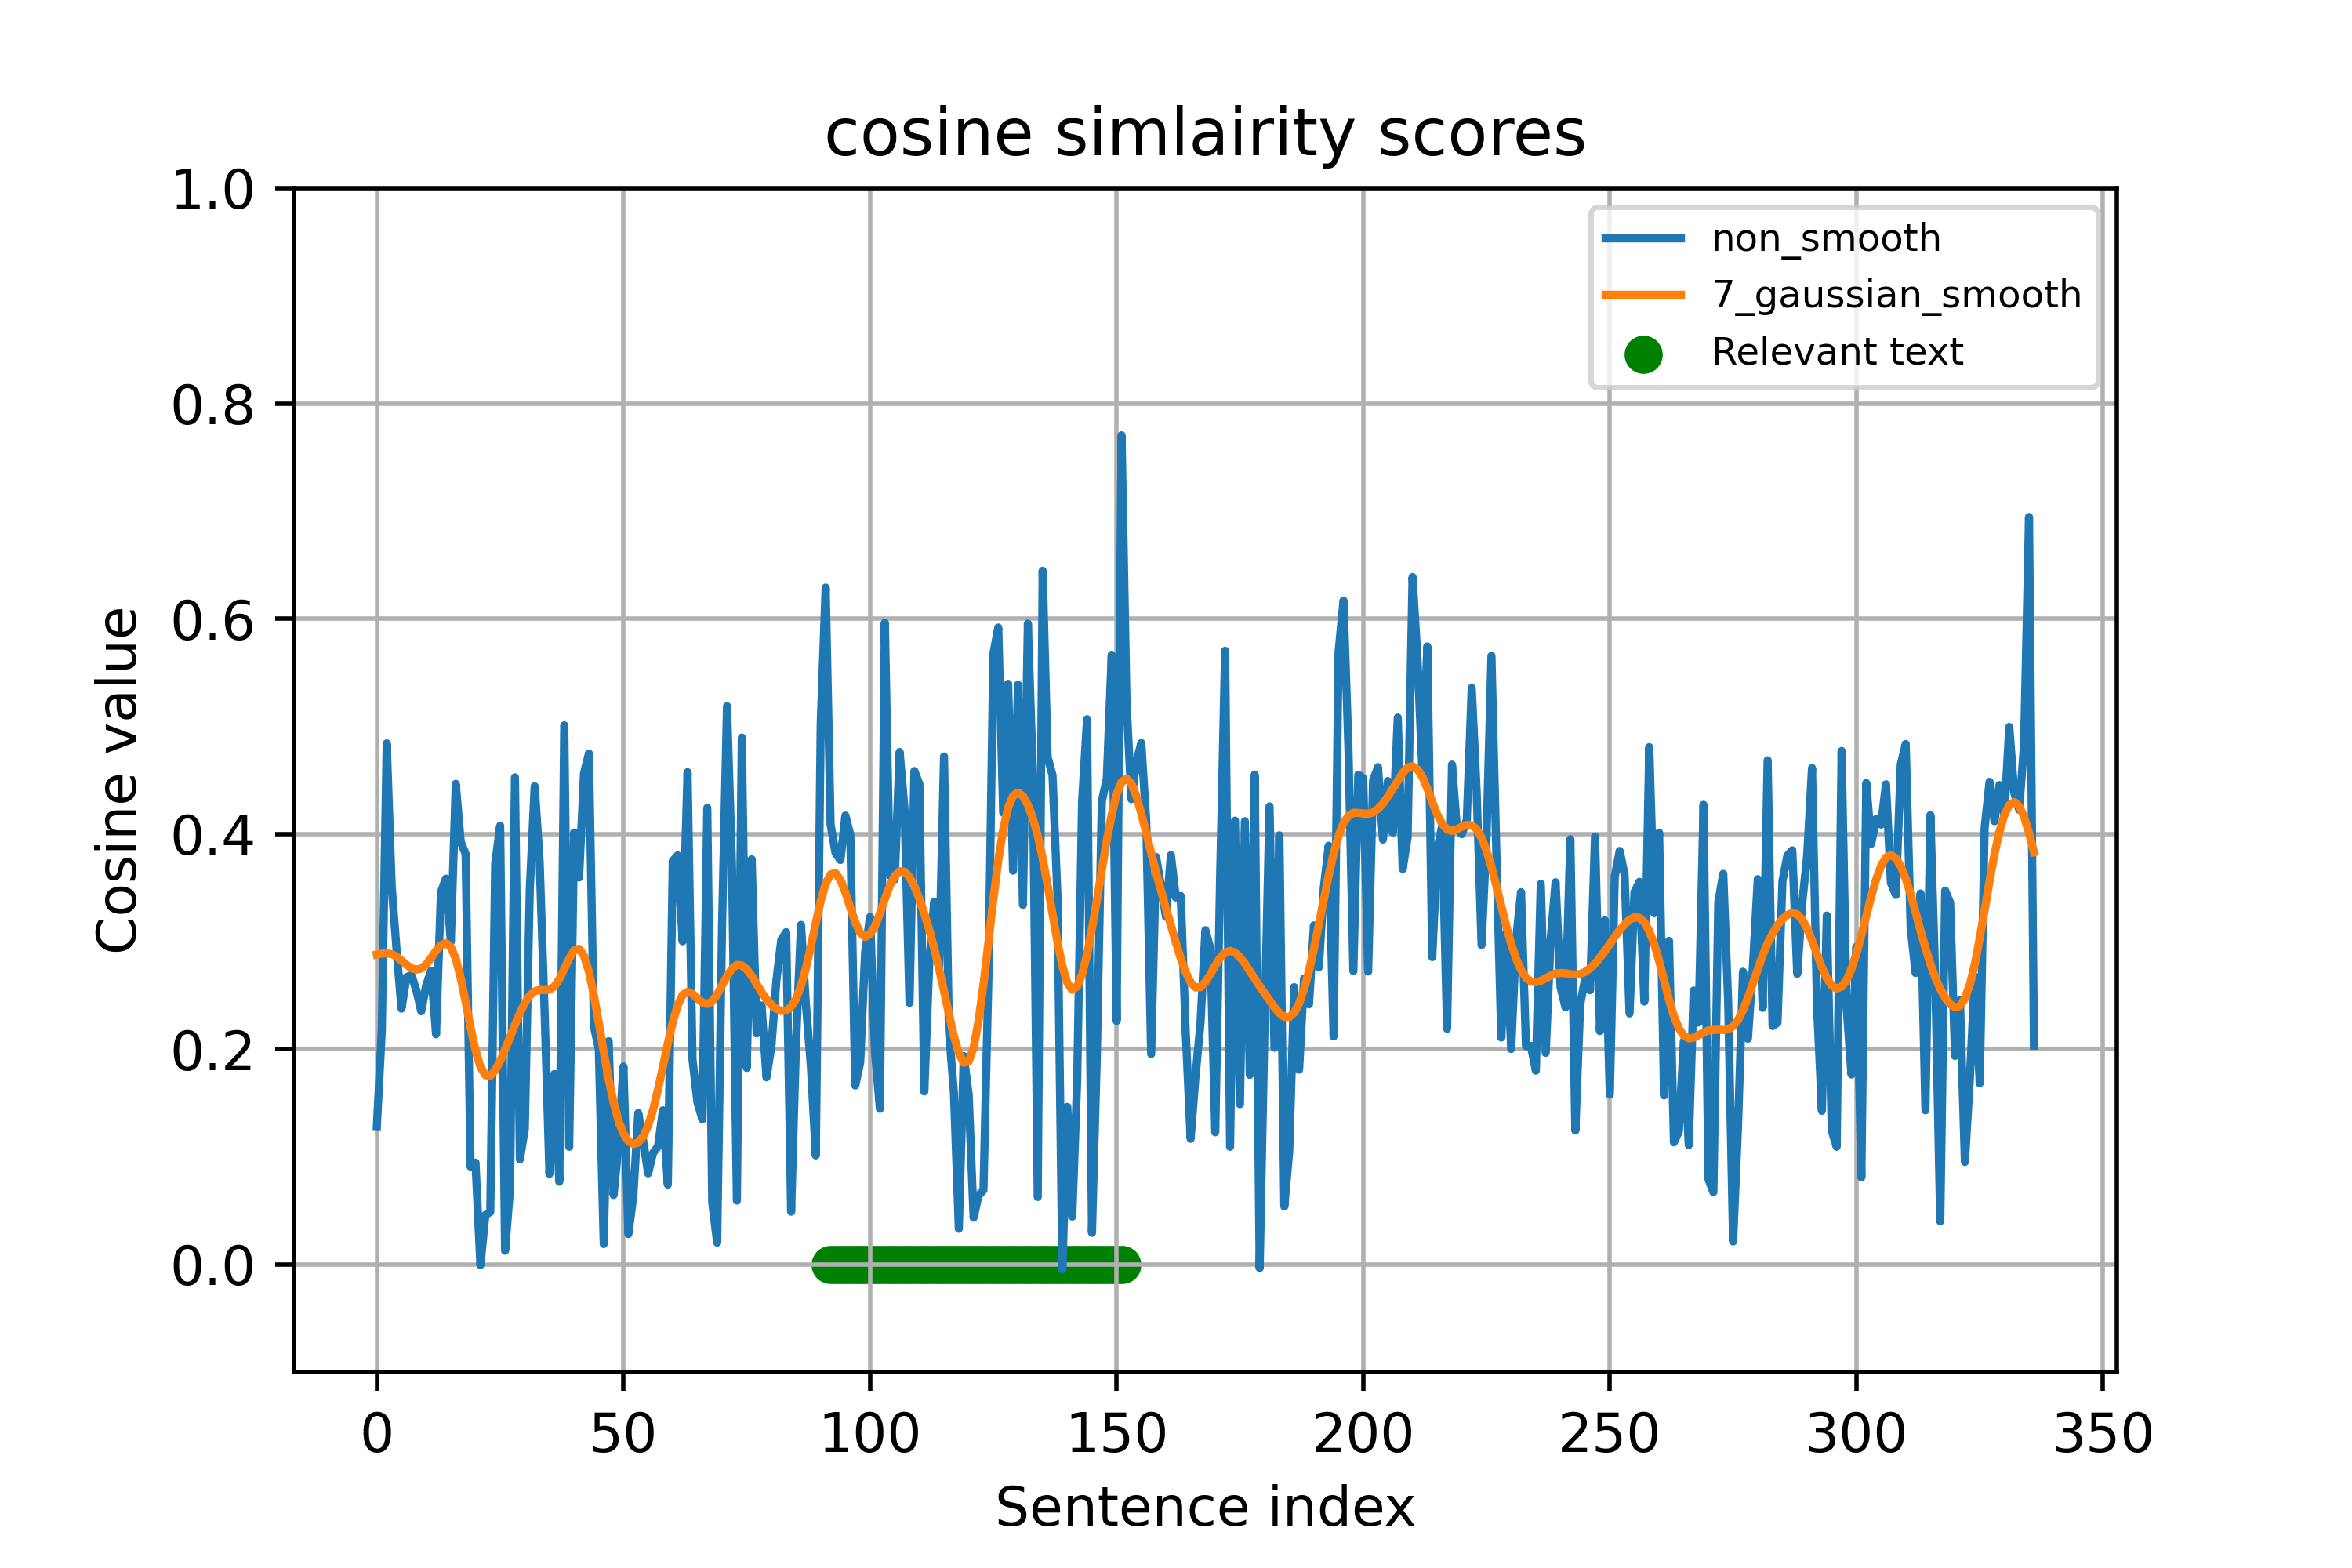 cosine simlairity scores
1.0
0.8
0.6
0.4
0.2
0.0
Cosine value
non_smooth
7_gaussian_smooth
Relevant text
0 50 100 150 200 250 300 350
Sentence index